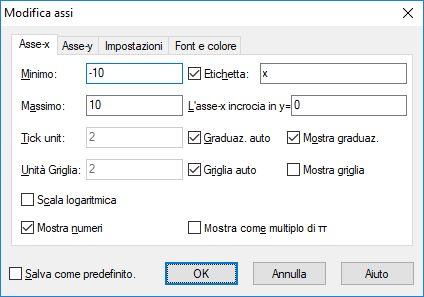 Modifica assi
Asse-x Asse-y Impostazioni Font e colore
Minimo: -10 Etichetta: x
Massimo: 10 L'asse-x incrocia in y= 0
Tick unit: 2 Graduaz. auto Mostra graduaz.
Unità Griglia: 2 Griglia auto Mostra griglia
Scala logaritmica
Mostra numeri Mostra come multiplo di π
Salva come predefinito. OK Annulla Aiuto